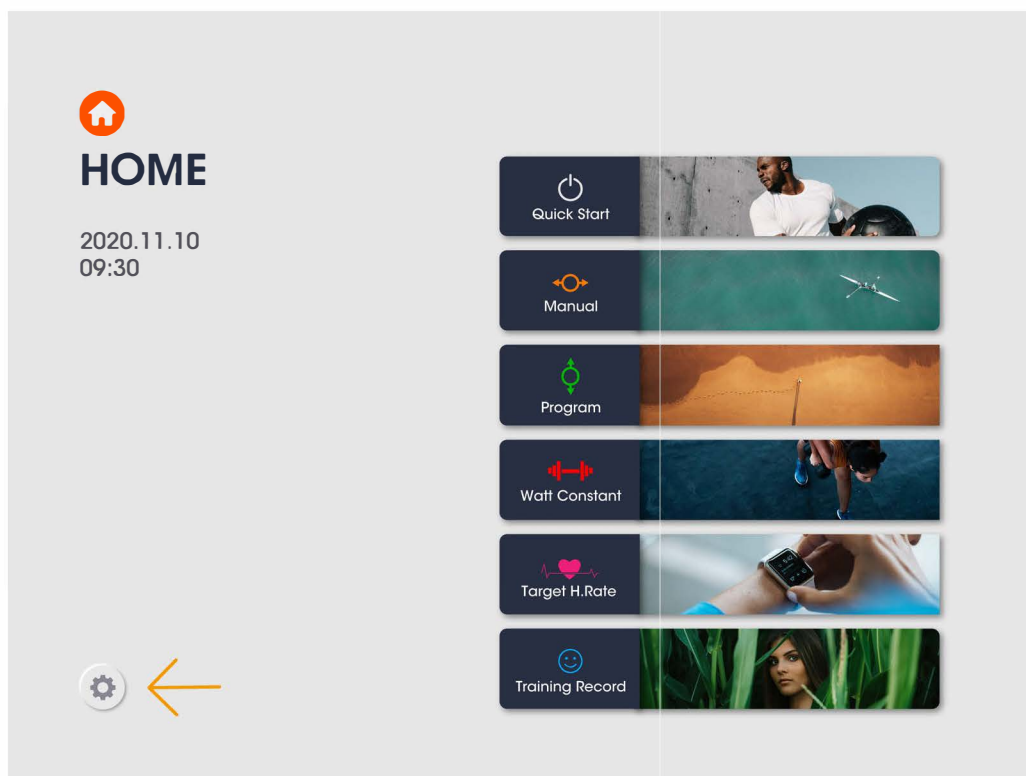 HOME
2020.11.10
09:30
Quick Start
Manual
Program
Watt Constant
Target H.Rate
Training Record